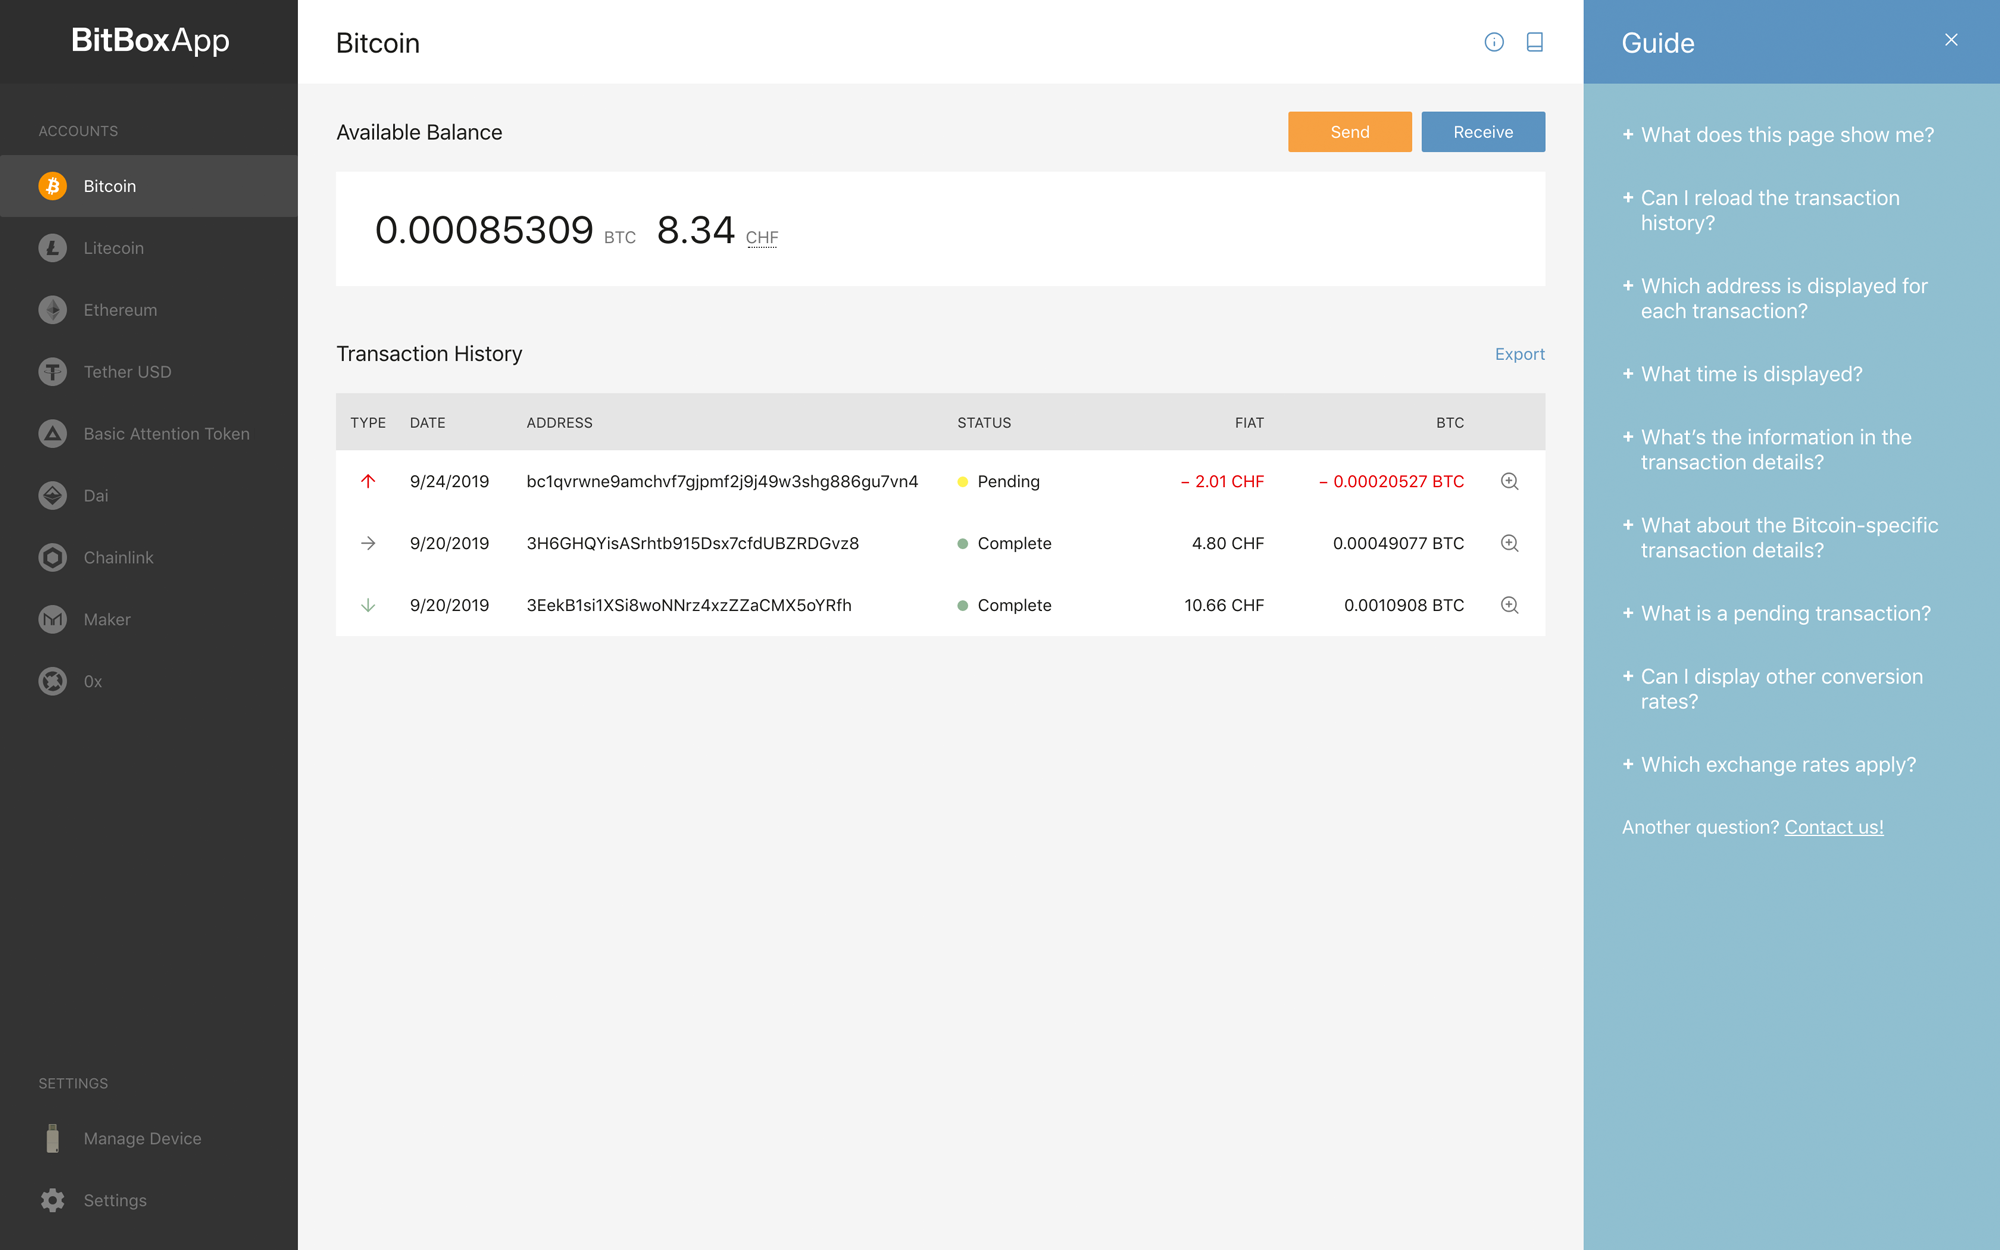 BitBoxApp
ACCOUNTS
Bitcoin
Litecoin
Ethereum
Tether USD
Basic Attention Token
Dai
Chainlink
Maker
0x
SETTINGS
Manage Device
Settings
Bitcoin
Available Balance
Send
Receive
0.00085309 BTC 8.34 CHF
Transaction History
Export
TYPE DATE ADDRESS STATUS FIAT BTC
9/24/2019 bc1qvrwne9amchvf7gjpmf2j9j49w3shg886gu7vn4 Pending − 2.01 CHF − 0.00020527 BTC
9/20/2019 3H6GHQYisASrhtb915Dsx7cfdUBZRDGvz8 Complete 4.80 CHF 0.00049077 BTC
9/20/2019 3EekB1si1XSi8woNNrz4xzZZaCMX5oYRfh Complete 10.66 CHF 0.0010908 BTC
Guide
+ What does this page show me?
+ Can I reload the transaction
history?
+ Which address is displayed for
each transaction?
+ What time is displayed?
+ What’s the information in the
transaction details?
+ What about the Bitcoin-specific
transaction details?
+ What is a pending transaction?
+ Can I display other conversion
rates?
+ Which exchange rates apply?
Another question? Contact us!